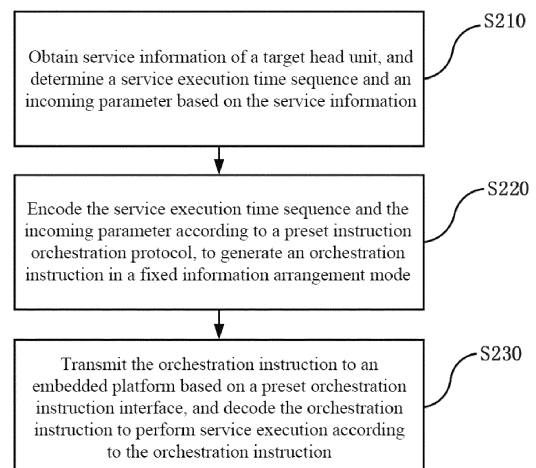 S210
Obtain service information of a target head unit, and
determine a service execution time sequence and an
incoming parameter based on the service information
S220
Encode the service execution time sequence and the
incoming parameter according to a preset instruction
orchestration protocol, to generate an orchestration
instruction in a fixed information arrangement mode
S230
Transmit the orchestration instruction to an
embedded platform based on a preset orchestration
instruction interface, and decode the orchestration
instruction to perform service execution according
to the orchestration instruction